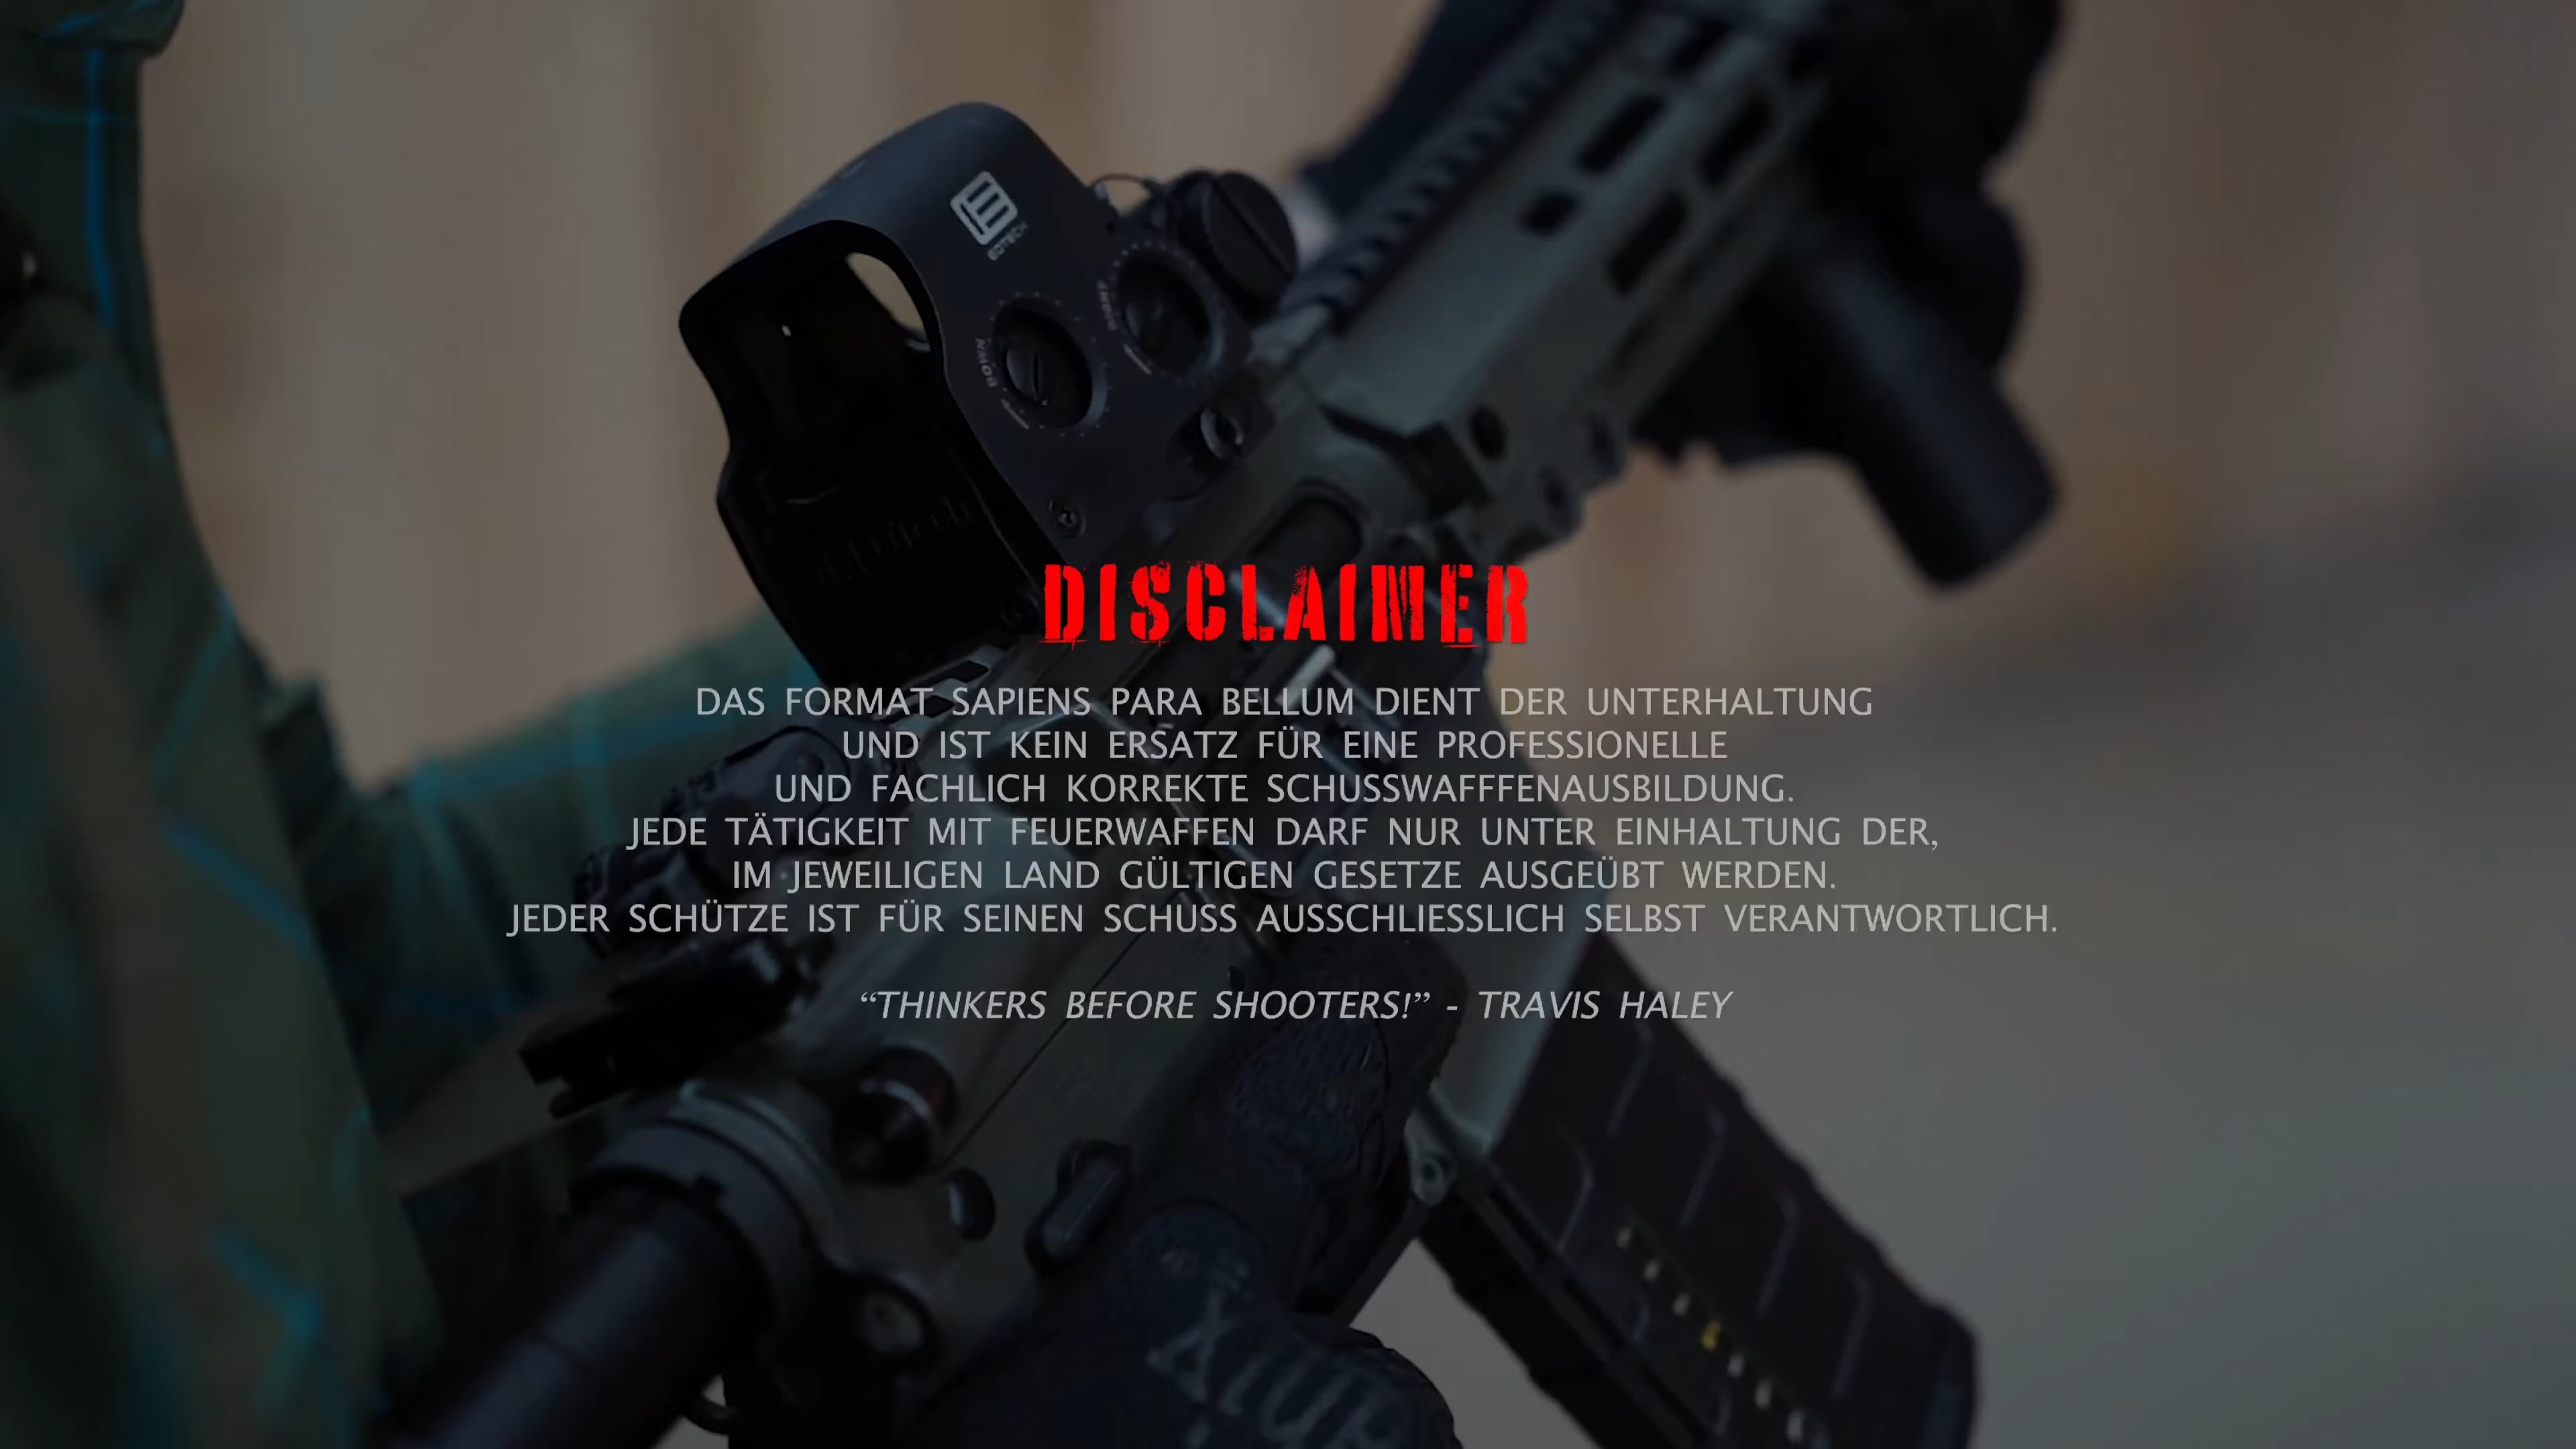 EOTECH
DOWN
DISCLAIMER
DAS FORMAT SAPIENS PARA BELLUM DIENT DER UNTERHALTUNG
UND IST KEIN ERSATZ FÜR EINE PROFESSIONELLE
UND FACHLICH KORREKTE SCHUSSWAFFFENAUSBILDUNG.
JEDE TÄTIGKEIT MIT FEUERWAFFEN DARF NUR UNTER EINHALTUNG DER,
IM JEWEILIGEN LAND GÜLTIGEN GESETZE AUSGEÜBT WERDEN.
JEDER SCHÜTZE IST FÜR SEINEN SCHUSS AUSSCHLIESSLICH SELBST VERANTWORTLICH.
“THINKERS BEFORE SHOOTERS!” - TRAVIS HALEY